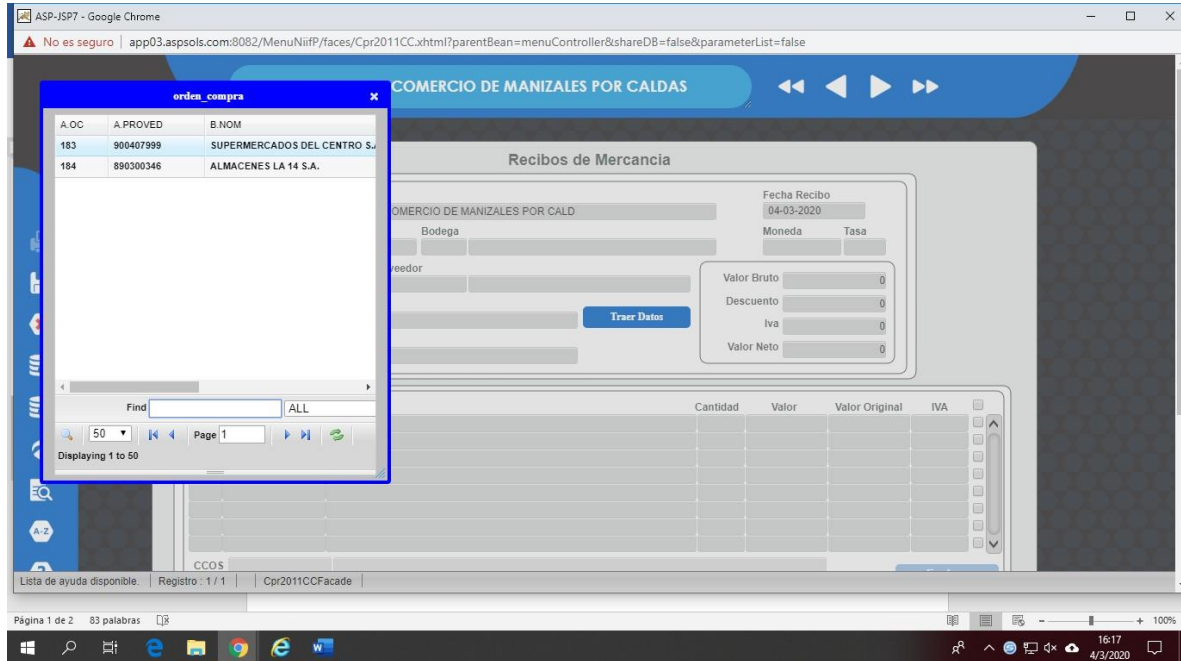 ASP-JSP7 - Google Chrome
No es seguro | app03.aspsols.com:8082/MenuNiifP/faces/Cpr2011CC.xhtml?parentBean=menuController&shareDB=false&parameterList=false
COMERCIO DE MANIZALES POR CALDAS
orden_compra
A.OC A.PROVED B.NOM
183 900407999 SUPERMERCADOS DEL CENTRO S.
184 890300346 ALMACENES LA 14 S.A.
Find ALL
50 Page 1
Displaying 1 to 50
Recibos de Mercancia
Fecha Recibo
OMERCIO DE MANIZALES POR CALD 04-03-2020
Bodega Moneda Tasa
veedor
Valor Bruto 0
Descuento 0
Traer Datos
Iva 0
Valor Neto 0
Cantidad Valor Valor Original IVA
A-Z
CCOS
Lista de ayuda disponible. Registro : 1 / 1 Cpr2011CCFacade
Página 1 de 2 83 palabras 100%
16:17
4/3/2020